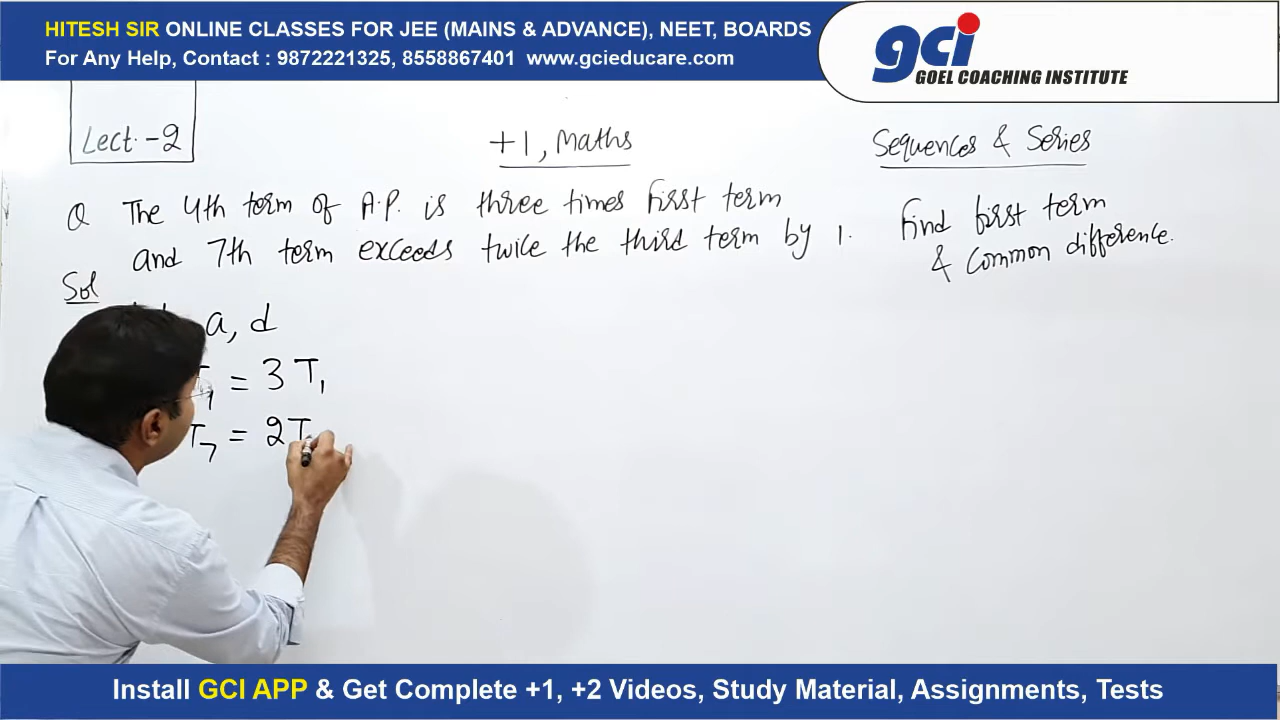 HITESH SIR ONLINE CLASSES FOR JEE (MAINS & ADVANCE), NEET, BOARDS
For Any Help, Contact : 9872221325, 8558867401 www.gcieducare.com
gci
GOEL COACHING INSTITUTE
Lect. -2
+1, Maths
Sequences & Series
Q The 4th term of A.P. is three times first term
and 7th term exceeds twice the third term by 1.
Find first term
& common difference.
Sol
a, d
= 3 T₁
T₇ = 2T
Install GCI APP & Get Complete +1, +2 Videos, Study Material, Assignments, Tests